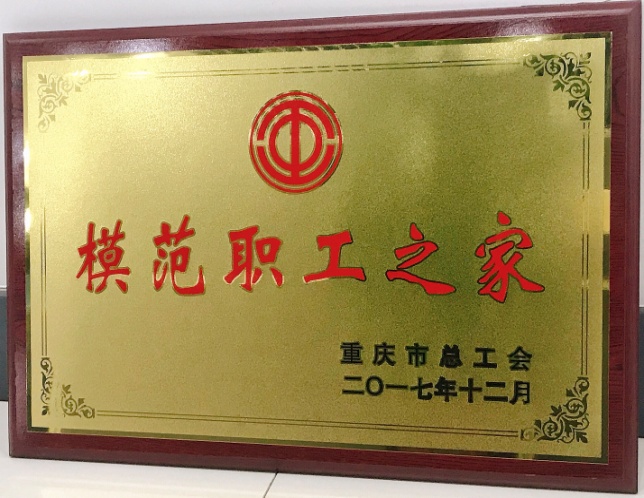 模范职工之家
重庆市总工会
二〇一七年十二月